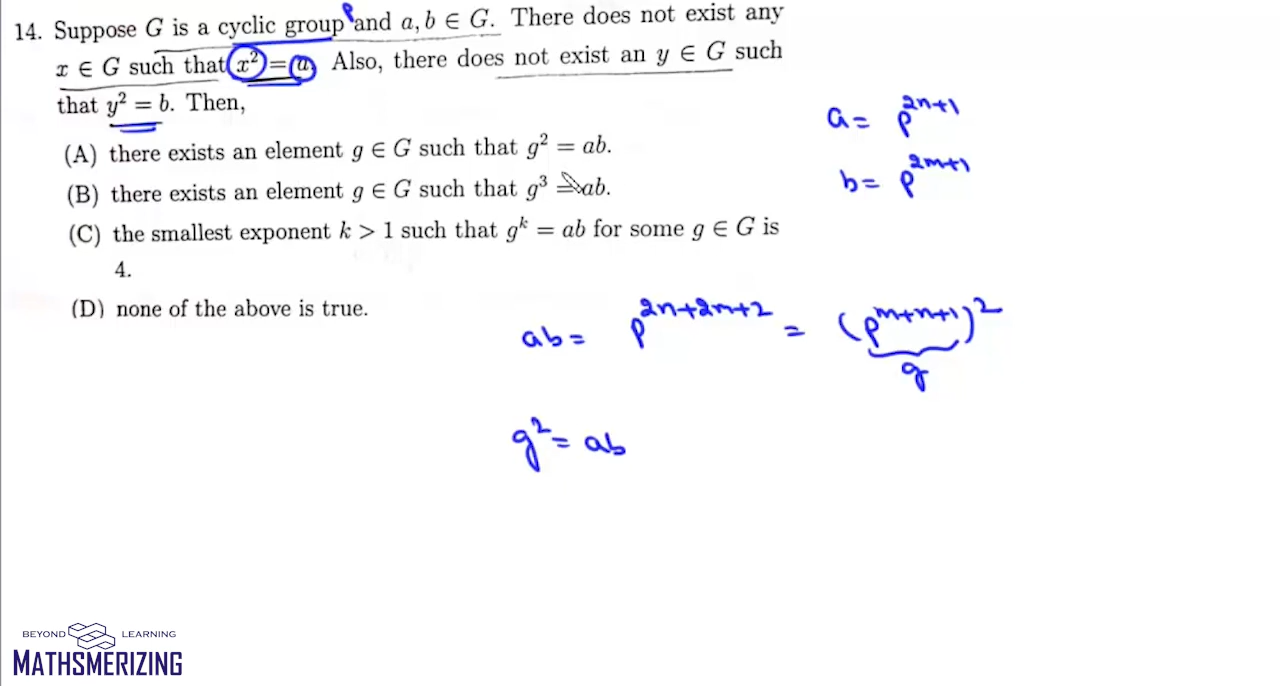 14. Suppose G is a cyclic group p and a, b ∈ G. There does not exist any
x ∈ G such that x² = a. Also, there does not exist an y ∈ G such
that y² = b. Then,
(A) there exists an element g ∈ G such that g² = ab.
(B) there exists an element g ∈ G such that g³ = ab.
(C) the smallest exponent k > 1 such that gᵏ = ab for some g ∈ G is
4.
(D) none of the above is true.
a = p^{2n+1}
b = p^{2m+1}
ab = p^{2n+2m+2} = (p^{m+n+1})²
g
g² = ab
BEYOND LEARNING
MATHSMERIZING